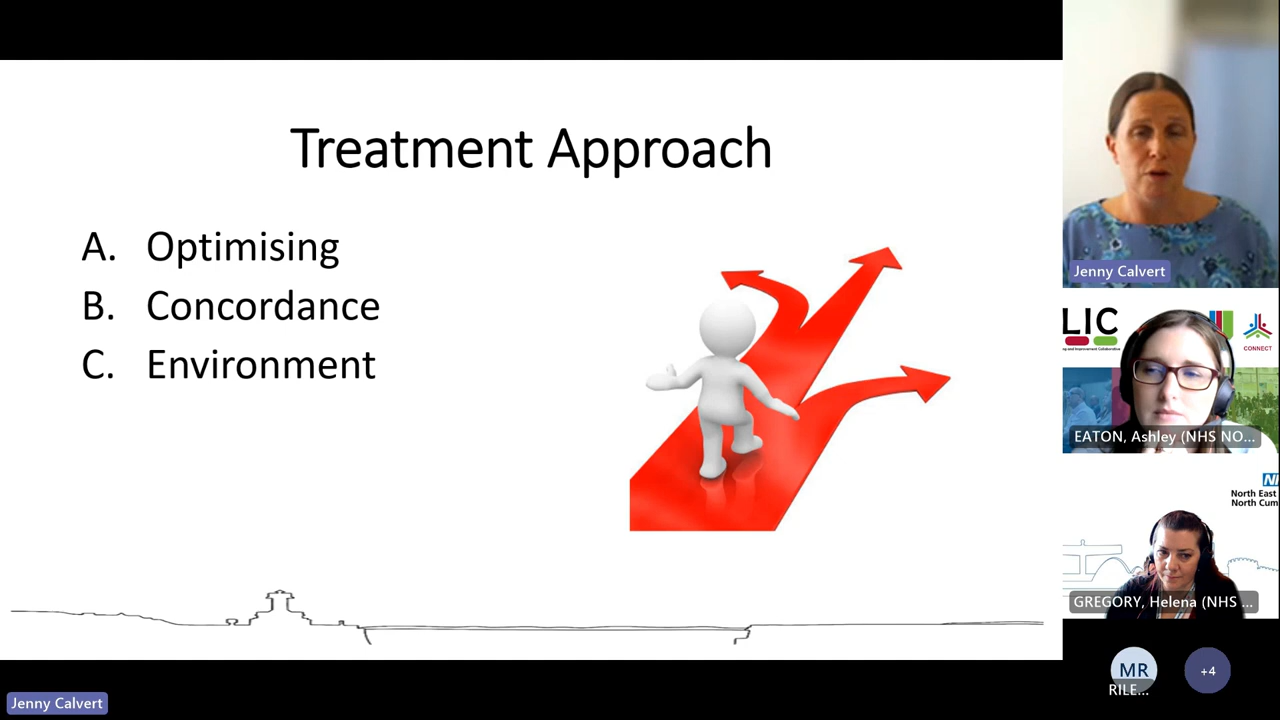 Treatment Approach
A. Optimising
B. Concordance
C. Environment
Jenny Calvert
Jenny Calvert
LIC
CONNECT
EATON, Ashley (NHS NO...
North East
North Cum
GREGORY, Helena (NHS ...
MR
RILE...
+4